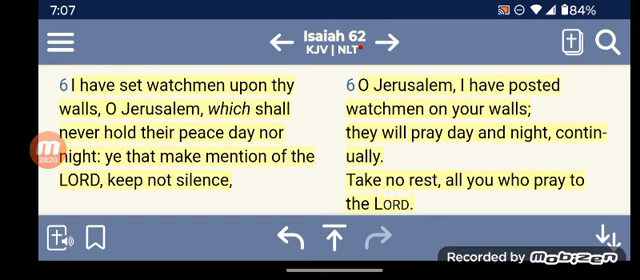 7:07
84%
Isaiah 62
KJV | NLT
6 I have set watchmen upon thy
walls, O Jerusalem, which shall
never hold their peace day nor
night: ye that make mention of the
LORD, keep not silence,
6 O Jerusalem, I have posted
watchmen on your walls;
they will pray day and night, contin-
ually.
Take no rest, all you who pray to
the LORD.
28:20
Recorded by Mobizen